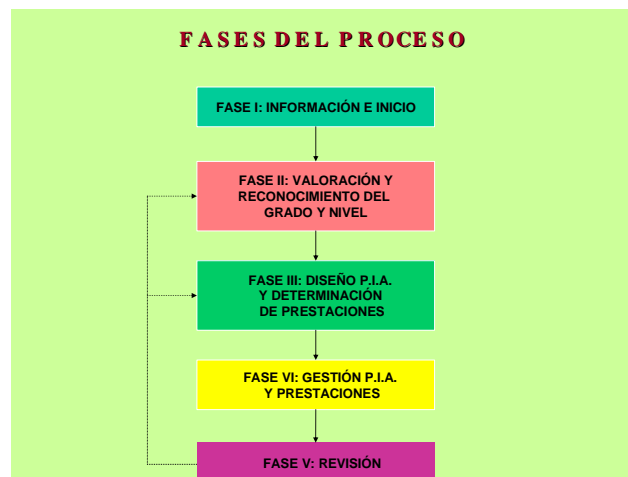 FASES DEL PROCESO
FASE I: INFORMACIÓN E INICIO
FASE II: VALORACIÓN Y
RECONOCIMIENTO DEL
GRADO Y NIVEL
FASE III: DISEÑO P.I.A.
Y DETERMINACIÓN
DE PRESTACIONES
FASE VI: GESTIÓN P.I.A.
Y PRESTACIONES
FASE V: REVISIÓN